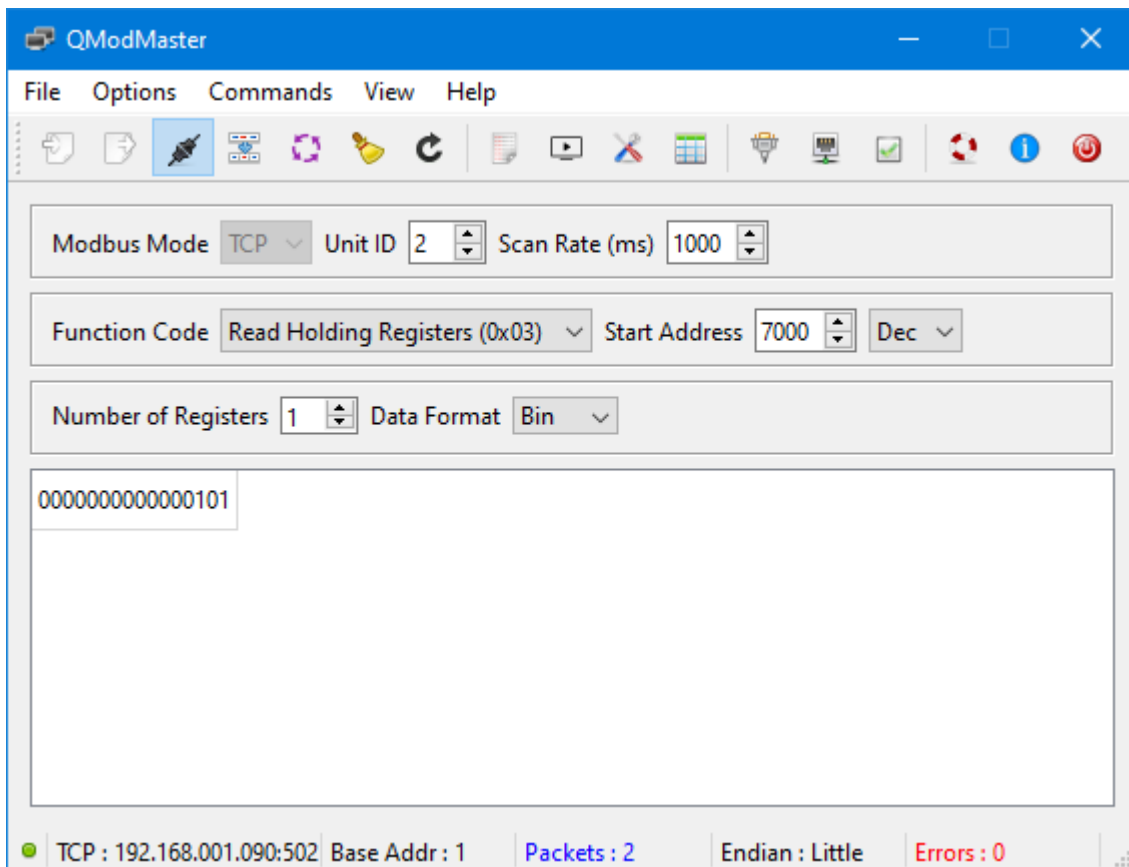 QModMaster
File Options Commands View Help
Modbus Mode TCP Unit ID 2 Scan Rate (ms) 1000
Function Code Read Holding Registers (0x03) Start Address 7000 Dec
Number of Registers 1 Data Format Bin
0000000000000101
TCP : 192.168.001.090:502 Base Addr : 1 Packets : 2 Endian : Little Errors : 0